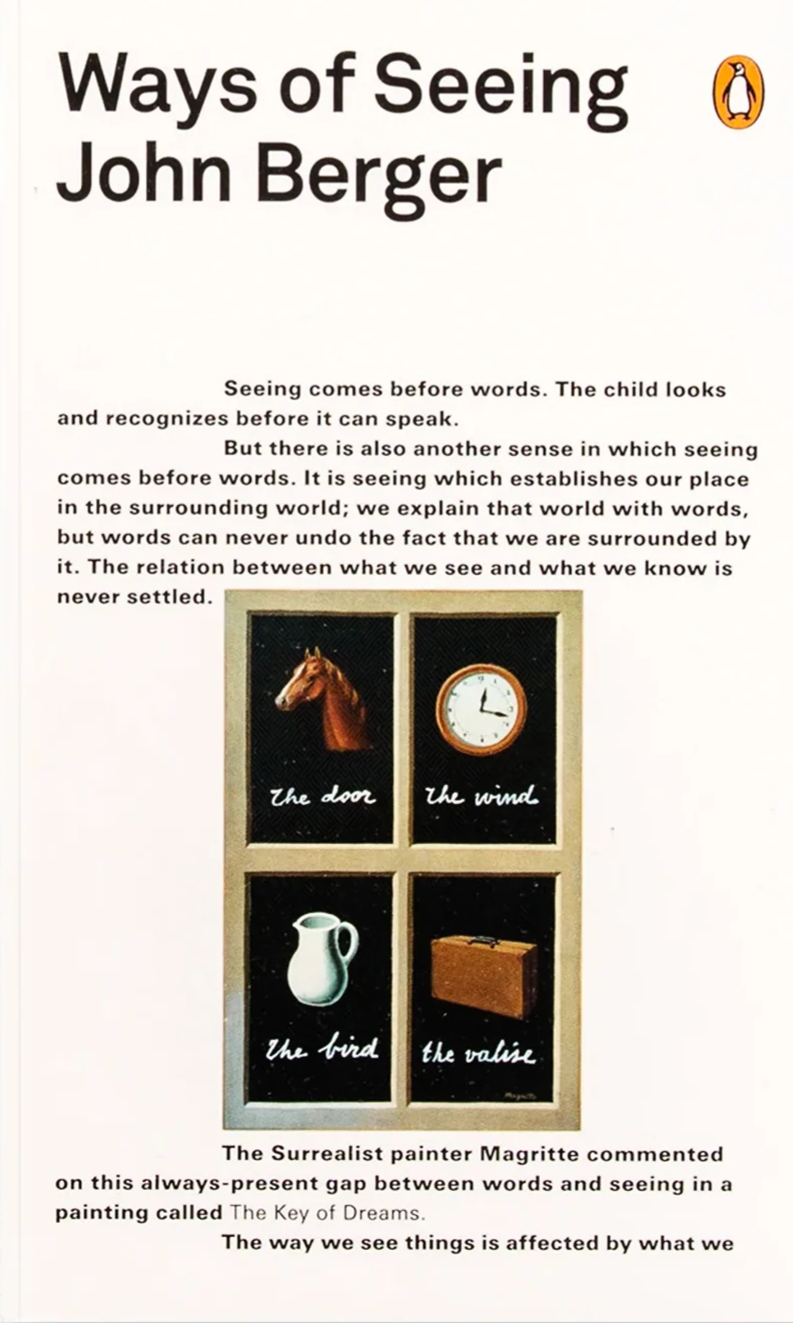 Ways of Seeing
John Berger
Seeing comes before words. The child looks
and recognizes before it can speak.
But there is also another sense in which seeing
comes before words. It is seeing which establishes our place
in the surrounding world; we explain that world with words,
but words can never undo the fact that we are surrounded by
it. The relation between what we see and what we know is
never settled.
The door
The wind
The bird
the valise
Magritte
The Surrealist painter Magritte commented
on this always-present gap between words and seeing in a
painting called The Key of Dreams.
The way we see things is affected by what we